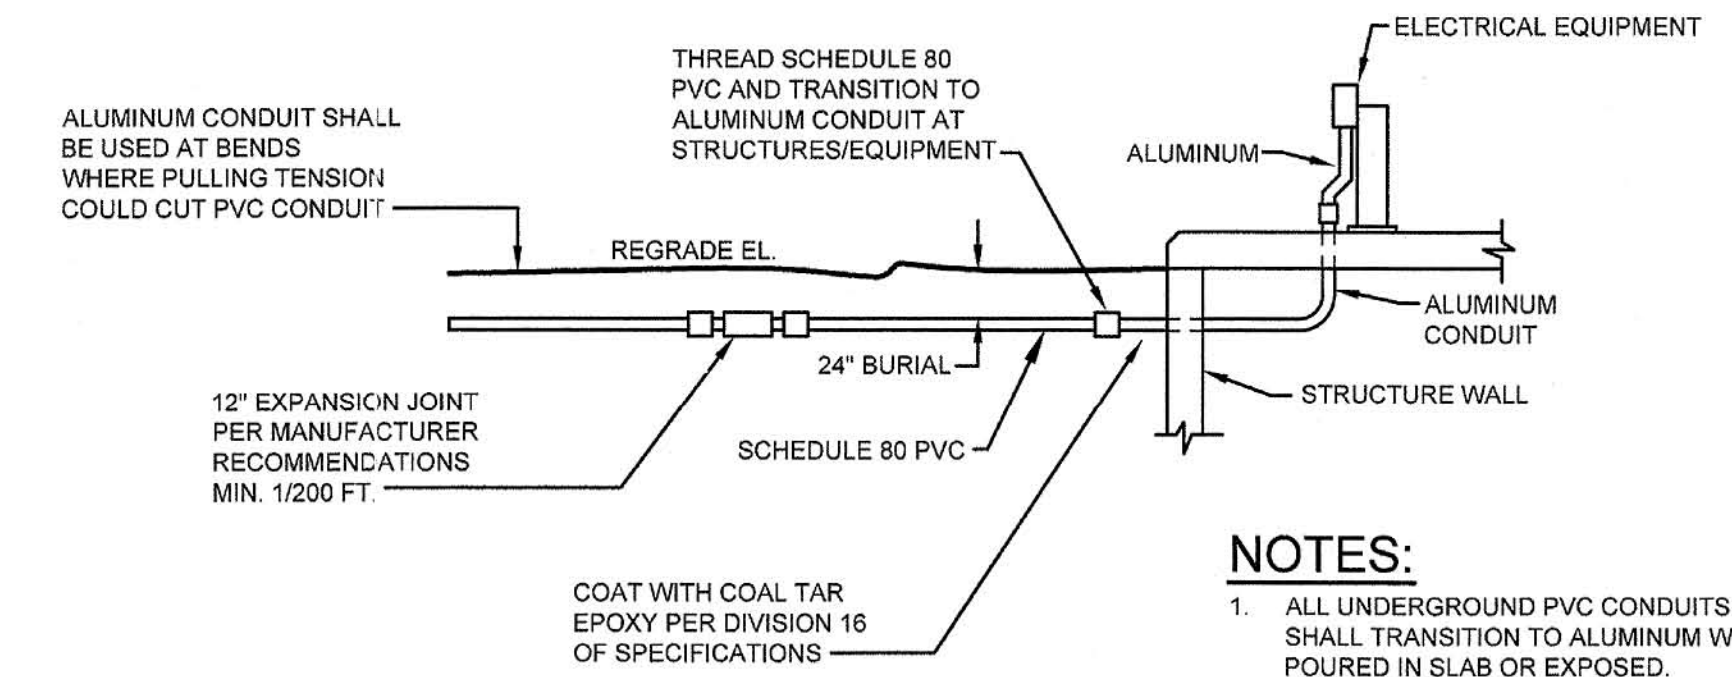 ELECTRICAL EQUIPMENT
THREAD SCHEDULE 80
PVC AND TRANSITION TO
ALUMINUM CONDUIT AT
STRUCTURES/EQUIPMENT
ALUMINUM CONDUIT SHALL
BE USED AT BENDS
WHERE PULLING TENSION
COULD CUT PVC CONDUIT
ALUMINUM
REGRADE EL.
ALUMINUM
CONDUIT
24" BURIAL
STRUCTURE WALL
12" EXPANSION JOINT
PER MANUFACTURER
RECOMMENDATIONS
MIN. 1/200 FT.
SCHEDULE 80 PVC
COAT WITH COAL TAR
EPOXY PER DIVISION 16
OF SPECIFICATIONS
NOTES:
1. ALL UNDERGROUND PVC CONDUITS
SHALL TRANSITION TO ALUMINUM
POURED IN SLAB OR EXPOSED.